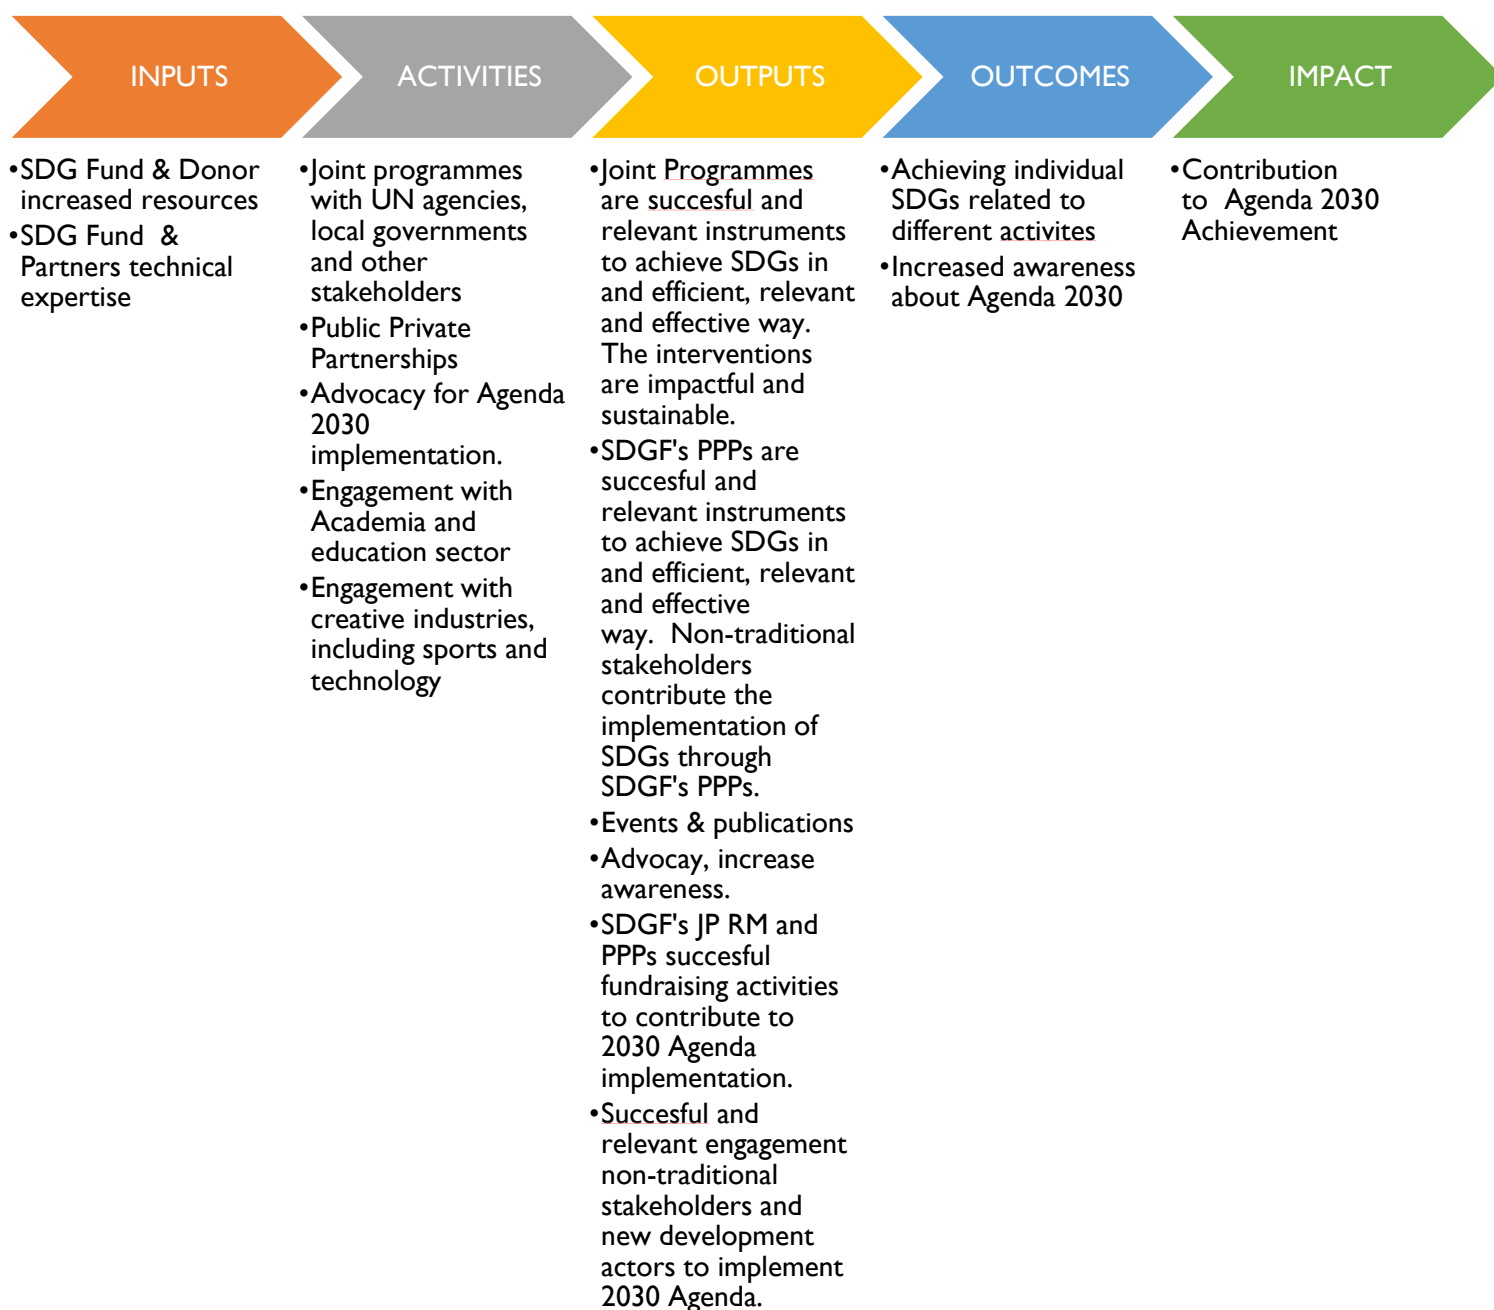 INPUTS
ACTIVITIES
OUTPUTS
OUTCOMES
IMPACT
•SDG Fund & Donor
increased resources
•SDG Fund  &
Partners technical
expertise
•Joint programmes
with UN agencies,
local governments
and other
stakeholders
•Public Private
Partnerships
•Advocacy for Agenda
2030
implementation.
•Engagement with
Academia and
education sector
•Engagement with
creative industries,
including sports and
technology
•Joint Programmes
are succesful and
relevant instruments
to achieve SDGs in
and efficient, relevant
and effective way.
The interventions
are impactful and
sustainable.
•SDGF's PPPs are
succesful and
relevant instruments
to achieve SDGs in
and efficient, relevant
and effective
way.  Non-traditional
stakeholders
contribute the
implementation of
SDGs through
SDGF's PPPs.
•Events & publications
•Advocay, increase
awareness.
•SDGF's JP RM and
PPPs succesful
fundraising activities
to contribute to
2030 Agenda
implementation.
•Succesful and
relevant engagement
non-traditional
stakeholders and
new development
actors to implement
2030 Agenda.
•Achieving individual
SDGs related to
different activites
•Increased awareness
about Agenda 2030
•Contribution
to  Agenda 2030
Achievement